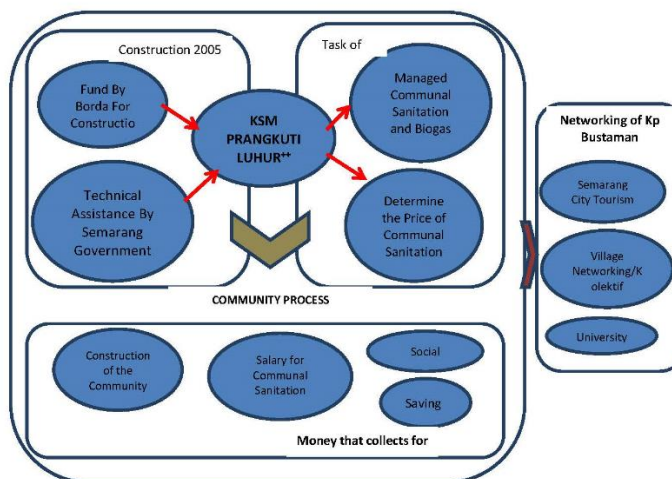 Construction 2005
Fund By
Borda For
Constructio
Technical
Assistance By
Semarang
Government
KSM
PRANGKUTI
LUHUR⁺⁺
Task of
Managed
Communal
Sanitation
and Biogas
Determine
the Price of
Communal
Sanitation
COMMUNITY PROCESS
Construction
of the
Community
Salary for
Communal
Sanitation
Social
Saving
Money that collects for
Networking of Kp
Bustaman
Semarang
City Tourism
Village
Networking/K
olektif
University